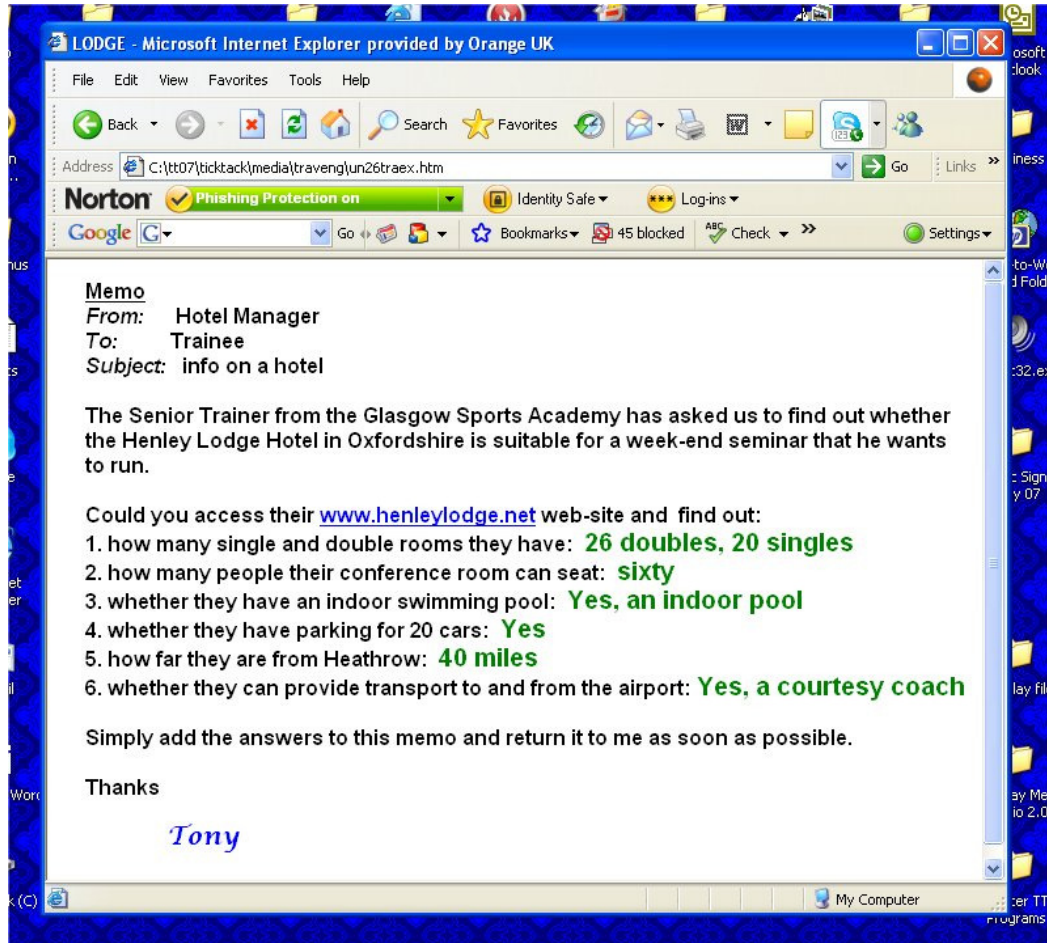 LODGE - Microsoft Internet Explorer provided by Orange UK
File Edit View Favorites Tools Help
Back Search Favorites
Address C:\tt07\ticktack\media\traveng\un26traex.htm Go Links »
Norton Phishing Protection on Identity Safe Log-ins
Google G Go Bookmarks 45 blocked ABC Check » Settings
Memo
From: Hotel Manager
To: Trainee
Subject: info on a hotel
The Senior Trainer from the Glasgow Sports Academy has asked us to find out whether
the Henley Lodge Hotel in Oxfordshire is suitable for a week-end seminar that he wants
to run.
Could you access their www.henleylodge.net web-site and find out:
1. how many single and double rooms they have: 26 doubles, 20 singles
2. how many people their conference room can seat: sixty
3. whether they have an indoor swimming pool: Yes, an indoor pool
4. whether they have parking for 20 cars: Yes
5. how far they are from Heathrow: 40 miles
6. whether they can provide transport to and from the airport: Yes, a courtesy coach
Simply add the answers to this memo and return it to me as soon as possible.
Thanks
Tony
My Computer